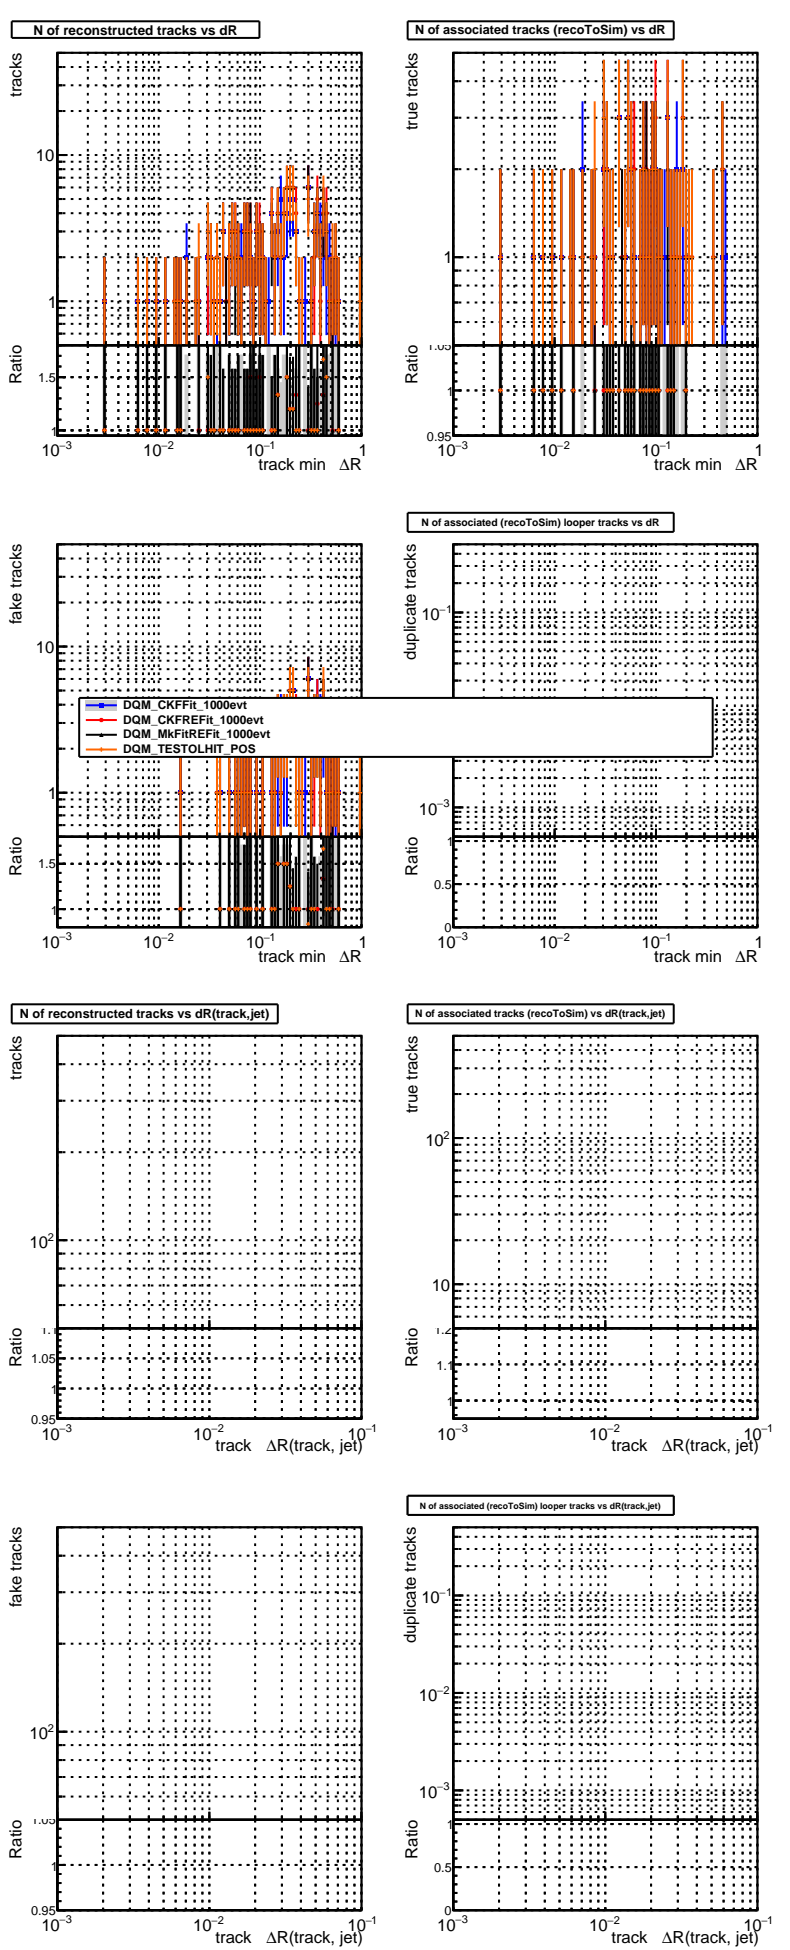 N of reconstructed tracks vs dR
tracks
10
1
Ratio
1.5
1
10⁻³ 10⁻² 10⁻¹ 1
track min ΔR
N of associated tracks (recoToSim) vs dR
true tracks
1
Ratio
1.05
1
0.95
10⁻³ 10⁻² 10⁻¹ 1
track min ΔR
fake tracks
10
1
Ratio
1.5
1
10⁻³ 10⁻² 10⁻¹ 1
track min ΔR
N of associated (recoToSim) looper tracks vs dR
duplicate tracks
10⁻¹
10⁻³
Ratio
1
0.5
0
10⁻³ 10⁻² 10⁻¹ 1
track min ΔR
DQM_CKFFit_1000evt
DQM_CKFREFit_1000evt
DQM_MkFitREFit_1000evt
DQM_TESTOLHIT_POS
N of reconstructed tracks vs dR(track,jet)
tracks
10²
Ratio
1.1
1.05
1
0.95
10⁻³ 10⁻² 10⁻¹
track ΔR(track, jet)
N of associated tracks (recoToSim) vs dR(track,jet)
true tracks
10²
10
Ratio
1.2
1.1
1
10⁻³ 10⁻² 10⁻¹
track ΔR(track, jet)
fake tracks
10²
Ratio
1.05
1
0.95
10⁻³ 10⁻² 10⁻¹
track ΔR(track, jet)
N of associated (recoToSim) looper tracks vs dR(track,jet)
duplicate tracks
10⁻¹
10⁻²
10⁻³
Ratio
1
0.5
0
10⁻³ 10⁻² 10⁻¹
track ΔR(track, jet)